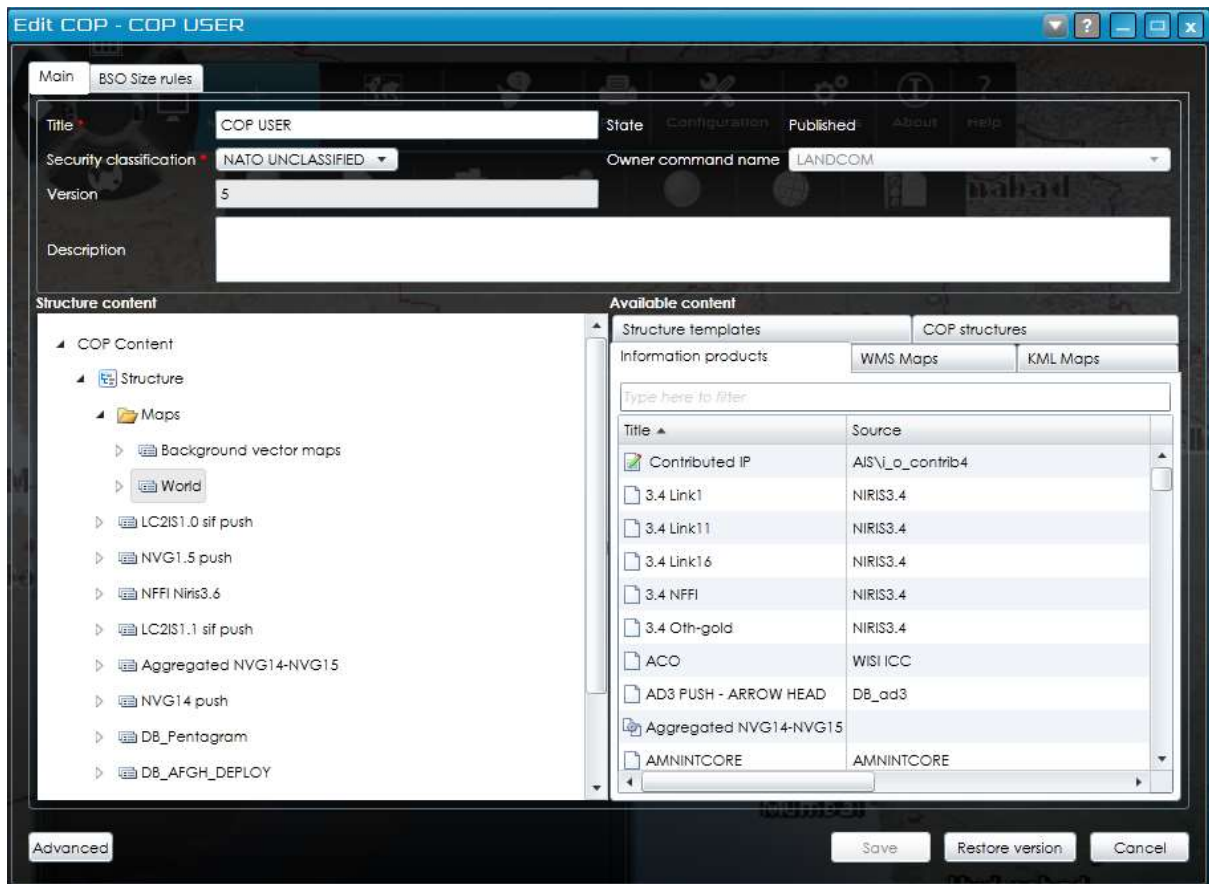 Edit COP - COP USER
?
x
Main
BSO Size rules
Title *
COP USER
State
Configuration
Published
About
Help
Security classification *
NATO UNCLASSIFIED
Owner command name
LANDCOM
Version
5
nabad
Description
Structure content
Available content
COP Content
Structure
Maps
Background vector maps
World
LC2IS1.0 sif push
NVG1.5 push
NFFI Niris3.6
LC2IS1.1 sif push
Aggregated NVG14-NVG15
NVG14 push
DB_Pentagram
DB_AFGH_DEPLOY
Structure templates
COP structures
Information products
WMS Maps
KML Maps
Type here to filter
Title
Source
Contributed IP
AIS\i_o_contrib4
3.4 Link1
NIRIS3.4
3.4 Link11
NIRIS3.4
3.4 Link16
NIRIS3.4
3.4 NFFI
NIRIS3.4
3.4 Oth-gold
NIRIS3.4
ACO
WISI ICC
AD3 PUSH - ARROW HEAD
DB_ad3
Aggregated NVG14-NVG15
AMNINTCORE
AMNINTCORE
Mumbai
Advanced
Save
Restore version
Cancel